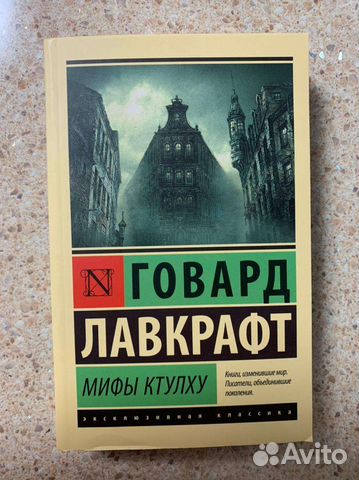 N
ГОВАРД
ЛАВКРАФТ
МИФЫ КТУЛХУ
Книги, изменившие мир.
Писатели, объединившие
поколения.
ЭКСКЛЮЗИВНАЯ КЛАССИКА
Avito